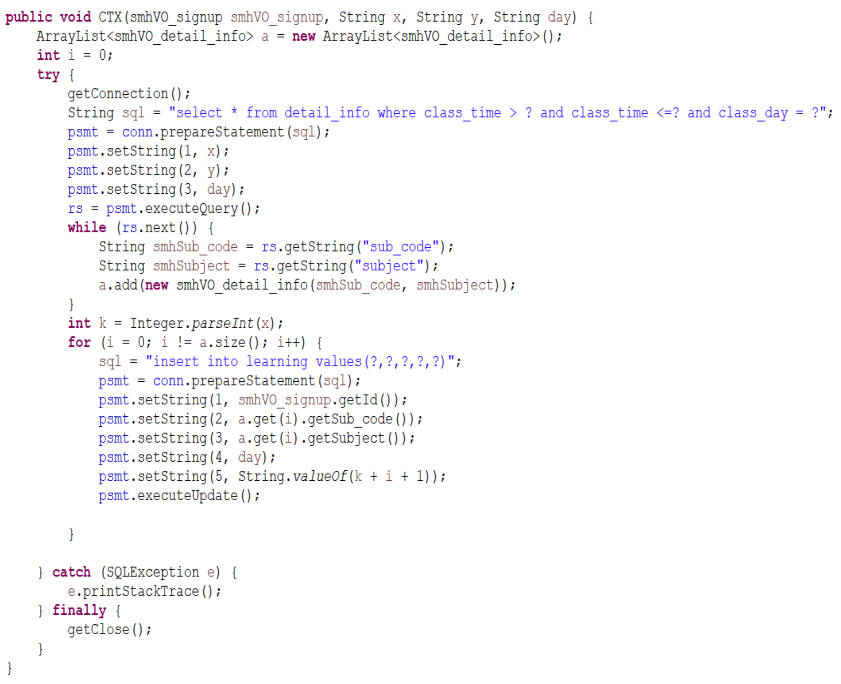 public void CTX(smhVO_signup smhVO_signup, String x, String y, String day) {
    ArrayList<smhVO_detail_info> a = new ArrayList<smhVO_detail_info>();
    int i = 0;
    try {
        getConnection();
        String sql = "select * from detail_info where class_time > ? and class_time <=? and class_day = ?";
        psmt = conn.prepareStatement(sql);
        psmt.setString(1, x);
        psmt.setString(2, y);
        psmt.setString(3, day);
        rs = psmt.executeQuery();
        while (rs.next()) {
            String smhSub_code = rs.getString("sub_code");
            String smhSubject = rs.getString("subject");
            a.add(new smhVO_detail_info(smhSub_code, smhSubject));
        }
        int k = Integer.parseInt(x);
        for (i = 0; i != a.size(); i++) {
            sql = "insert into learning values(?,?,?,?,?)";
            psmt = conn.prepareStatement(sql);
            psmt.setString(1, smhVO_signup.getId());
            psmt.setString(2, a.get(i).getSub_code());
            psmt.setString(3, a.get(i).getSubject());
            psmt.setString(4, day);
            psmt.setString(5, String.valueOf(k + i + 1));
            psmt.executeUpdate();

        }

    } catch (SQLException e) {
        e.printStackTrace();
    } finally {
        getClose();
    }
}